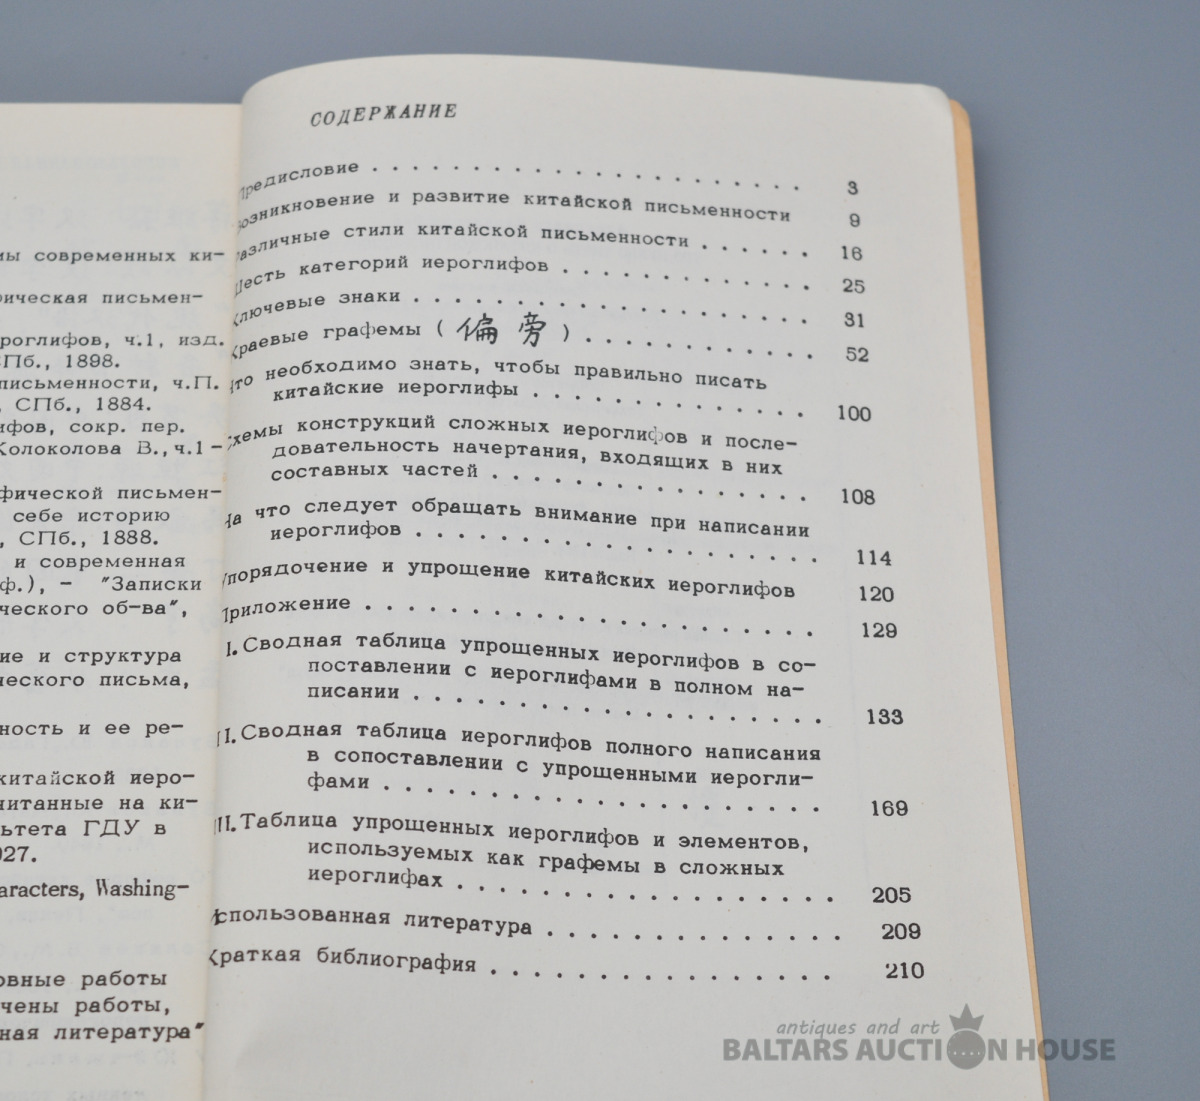 мы современных ки-
рическая письмен-
роглифов, ч.1, изд.
СПб., 1898.
письменности, ч.П.
, СПб., 1884.
ифов, сокр. пер.
Колоколова В., ч.1-
фической письмен-
себе историю
, СПб., 1888.
и современная
ф.), - "Записки
ческого об-ва",
ие и структура
ческого письма,
ность и ее ре-
китайской иеро-
читанные на ки-
льтета ГДУ в
927.
aracters, Washing-
овные работы
чены работы,
ная литература"
СОДЕРЖАНИЕ
Предисловие . . . . . . . . . . . . . . . . . . . . 3
Возникновение и развитие китайской письменности 9
Различные стили китайской письменности . . . . . . 16
Шесть категорий иероглифов . . . . . . . . . . . . 25
Ключевые знаки . . . . . . . . . . . . . . . . . . 31
Краевые графемы ( 偏旁 ) . . . . . . . . . . . . 52
Что необходимо знать, чтобы правильно писать
китайские иероглифы . . . . . . . . . . . . . . 100
Схемы конструкций сложных иероглифов и после-
довательность начертания, входящих в них
составных частей . . . . . . . . . . . . . . . 108
На что следует обращать внимание при написании
иероглифов . . . . . . . . . . . . . . . . . . 114
Упорядочение и упрощение китайских иероглифов 120
Приложение . . . . . . . . . . . . . . . . . . . . 129
I. Сводная таблица упрощенных иероглифов в со-
поставлении с иероглифами в полном на-
писании . . . . . . . . . . . . . . . . . . . . 133
II. Сводная таблица иероглифов полного написания
в сопоставлении с упрощенными иерогли-
фами . . . . . . . . . . . . . . . . . . . . . 169
III. Таблица упрощенных иероглифов и элементов,
используемых как графемы в сложных
иероглифах . . . . . . . . . . . . . . . . . . 205
Использованная литература . . . . . . . . . . . . . 209
Краткая библиография . . . . . . . . . . . . . . . 210
antiques and art
BALTARS AUCTION HOUSE